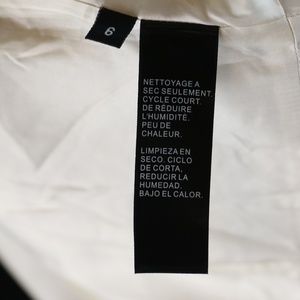 6
NETTOYAGE A
SEC SEULEMENT.
CYCLE COURT.
DE RÉDUIRE
L'HUMIDITÉ.
PEU DE
CHALEUR.
LIMPIEZA EN
SECO. CICLO
DE CORTA,
REDUCIR LA
HUMEDAD.
BAJO EL CALOR.